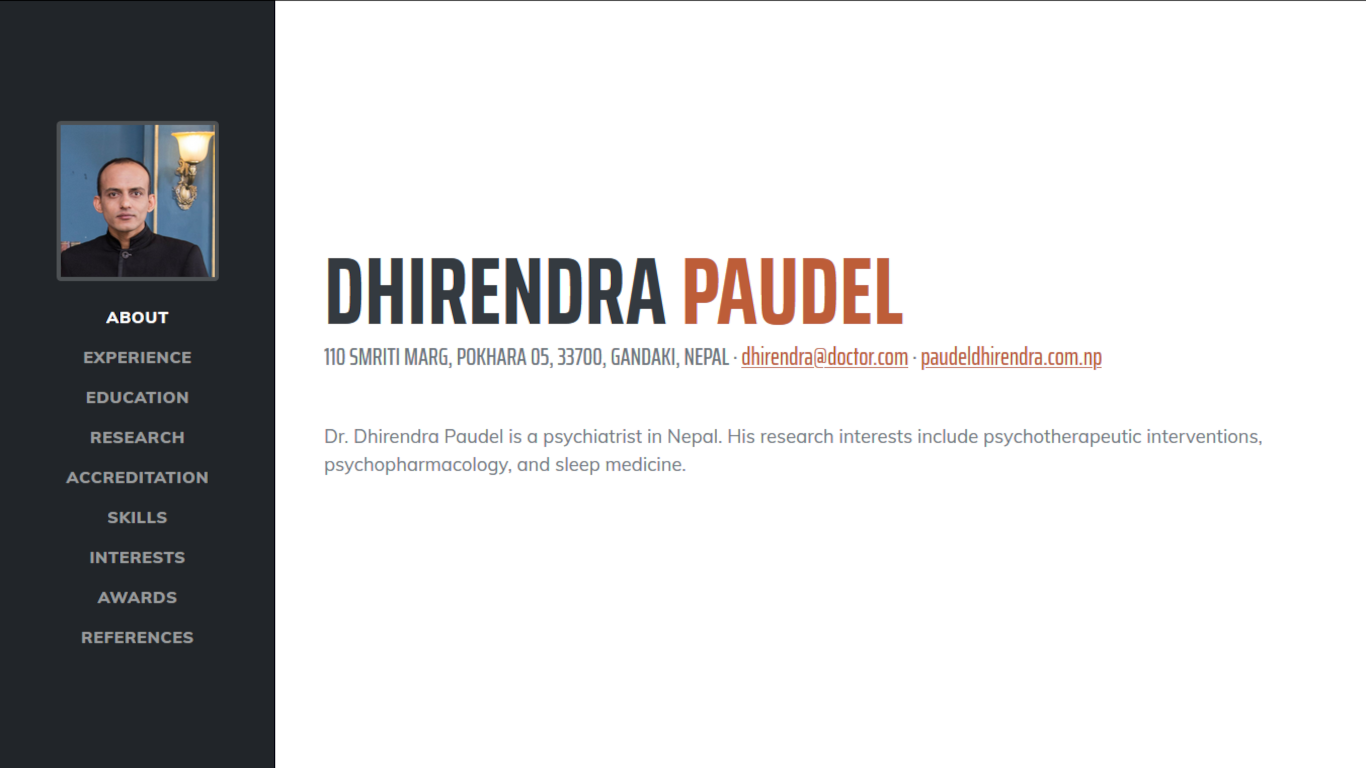 ABOUT
EXPERIENCE
EDUCATION
RESEARCH
ACCREDITATION
SKILLS
INTERESTS
AWARDS
REFERENCES
DHIRENDRA PAUDEL
110 SMRITI MARG, POKHARA 05, 33700, GANDAKI, NEPAL · dhirendra@doctor.com · paudeldhirendra.com.np
Dr. Dhirendra Paudel is a psychiatrist in Nepal. His research interests include psychotherapeutic interventions,
psychopharmacology, and sleep medicine.